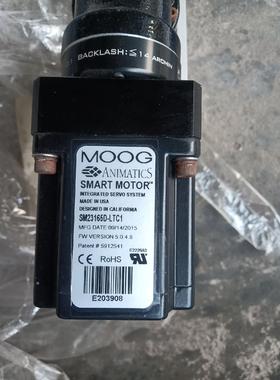 BACKLASH: ≤14 ARCMIN
MOOG
ANIMATICS
SMART MOTOR™
INTEGRATED SERVO SYSTEM
MADE IN USA
DESIGNED IN CALIFORNIA
SM23165D-LTC1
MFG DATE 09/14/2015
FW VERSION 5.0.4.8
Patent # 5912541
CE RoHS
E203908